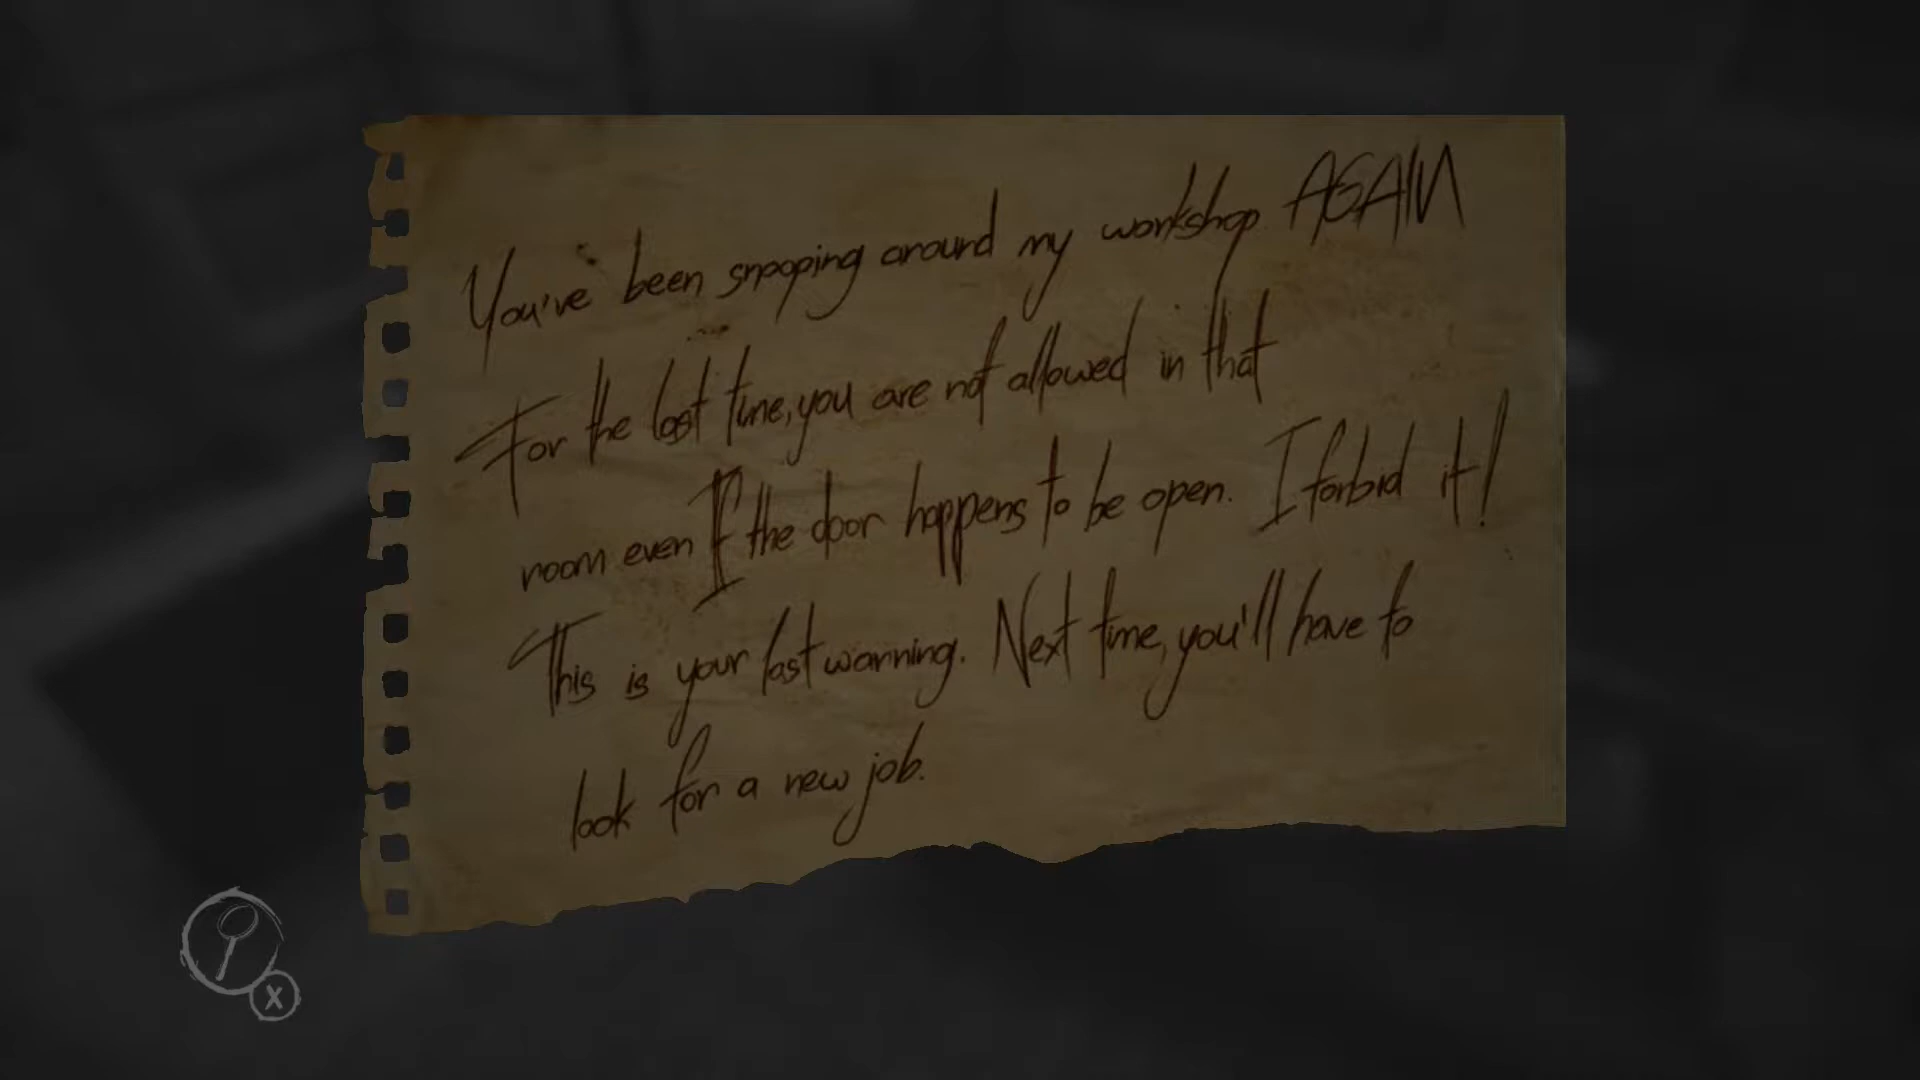 You've been snooping around my workshop AGAIN
For the last time, you are not allowed in that
room even If the door happens to be open. I forbid it!
This is your last warning. Next time, you'll have to
look for a new job.
X